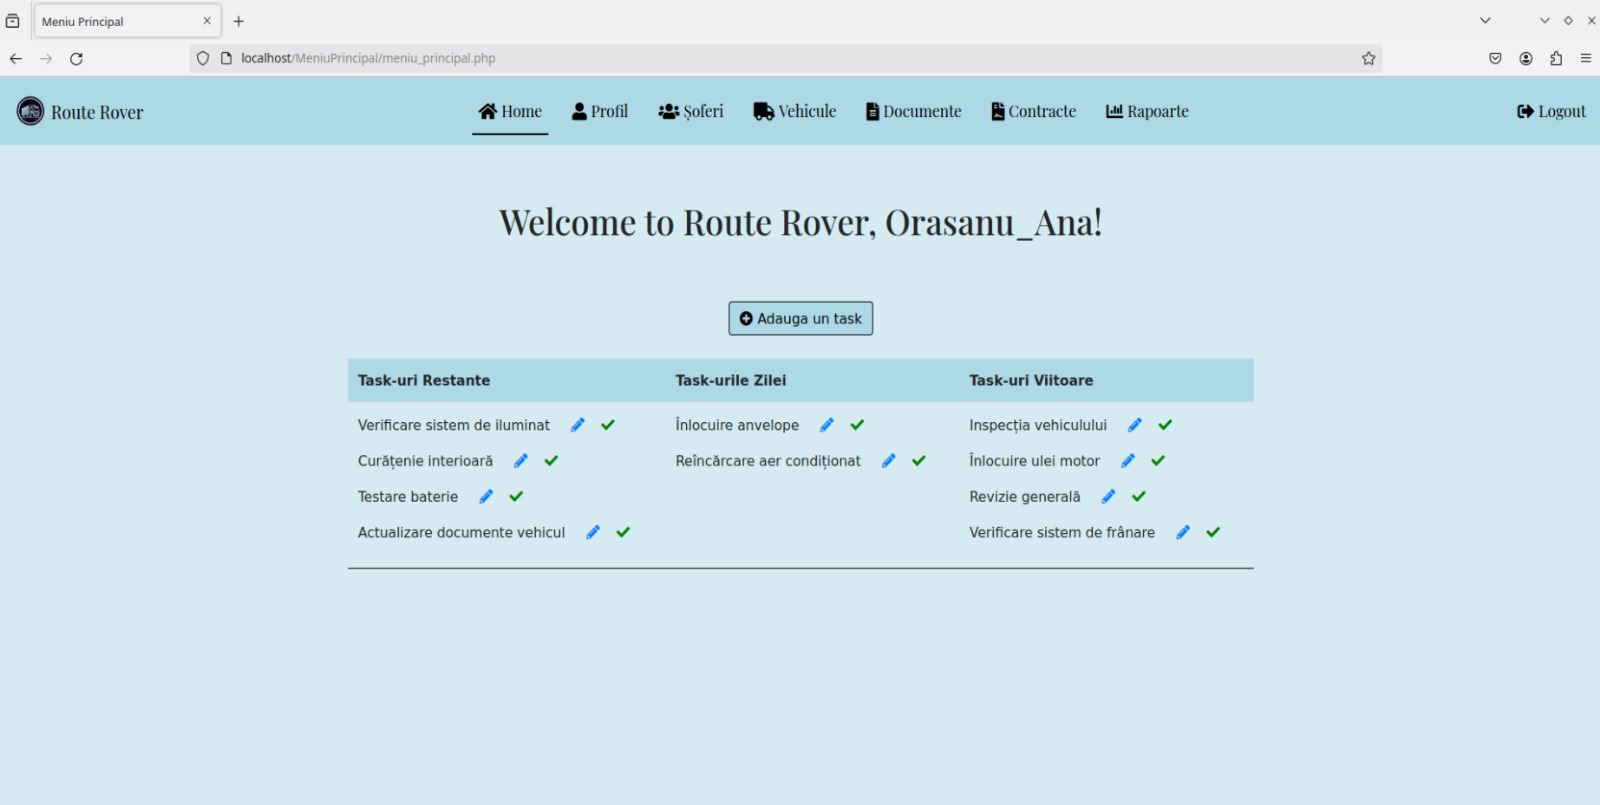 Meniu Principal
localhost/MeniuPrincipal/meniu_principal.php
Route Rover Home Profil Șoferi Vehicule Documente Contracte Rapoarte Logout
Welcome to Route Rover, Orasanu_Ana!
Adauga un task
Task-uri Restante Task-urile Zilei Task-uri Viitoare
Verificare sistem de iluminat Înlocuire anvelope Inspecția vehiculului
Curățenie interioară Reîncărcare aer condiționat Înlocuire ulei motor
Testare baterie Revizie generală
Actualizare documente vehicul Verificare sistem de frânare